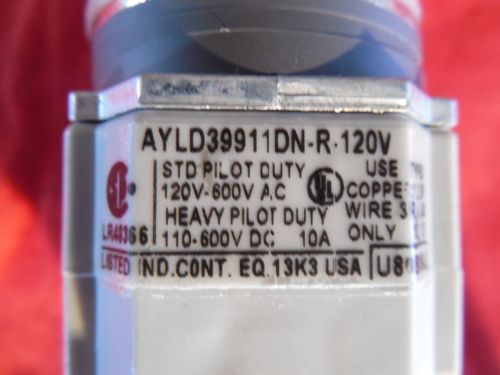 AYLD39911DN-R-120V
STD PILOT DUTY
120V-600V A.C
HEAVY PILOT DUTY
110-600V DC 10A
USE
COPPER
WIRE
ONLY
UL
LR48366
LISTED IND.CONT. EQ.13K3 USA